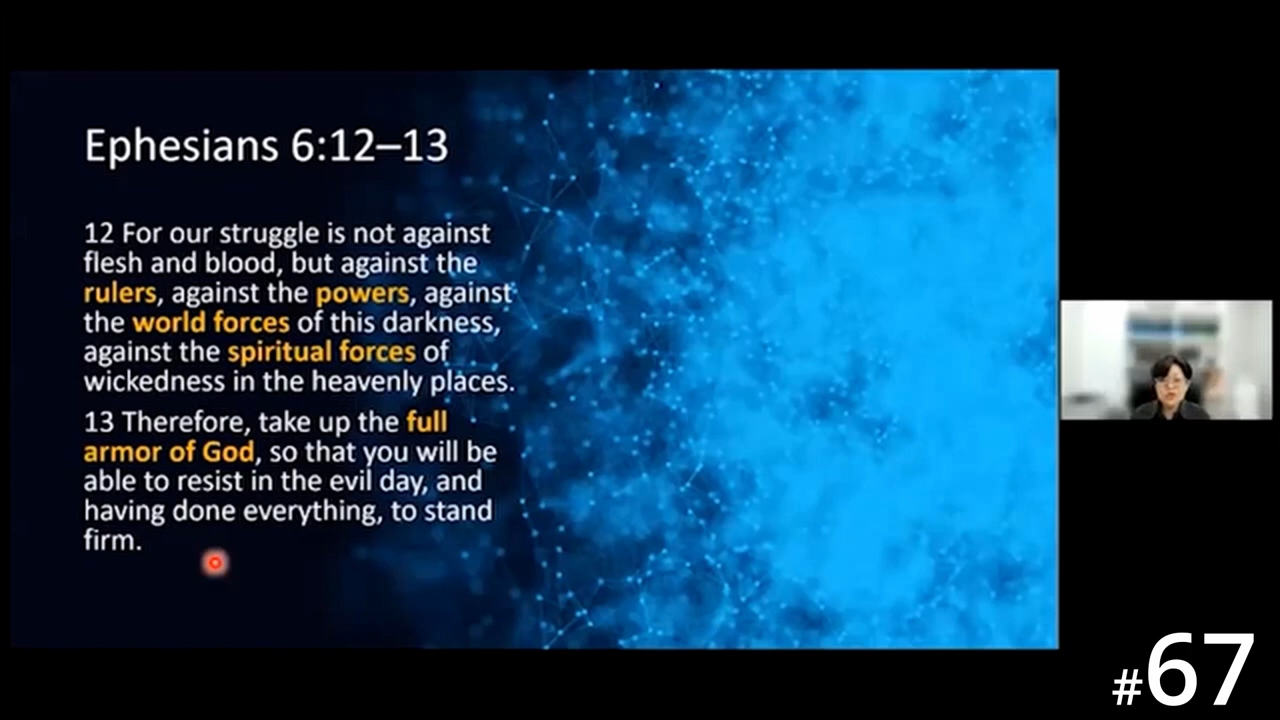 Ephesians 6:12–13
12 For our struggle is not against
flesh and blood, but against the
rulers, against the powers, against
the world forces of this darkness,
against the spiritual forces of
wickedness in the heavenly places.
13 Therefore, take up the full
armor of God, so that you will be
able to resist in the evil day, and
having done everything, to stand
firm.
#67